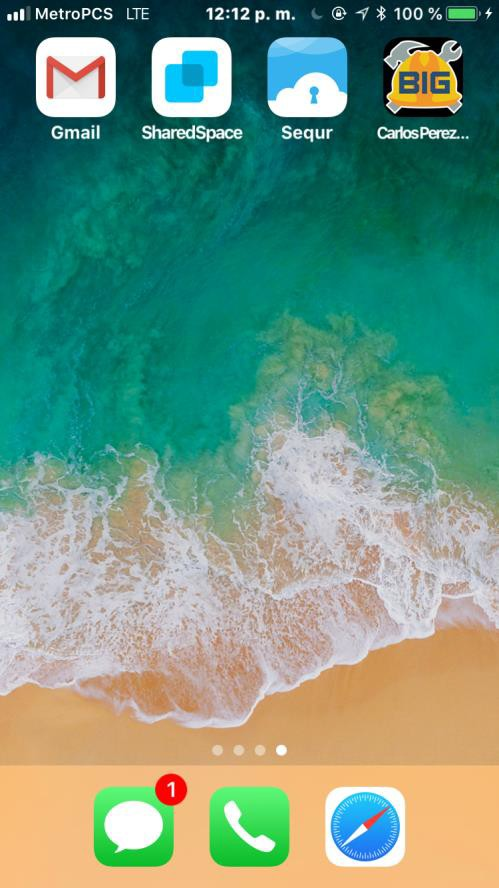 MetroPCS LTE 12:12 p. m. 100 %
BIG
Gmail SharedSpace Sequr CarlosPerez...
1